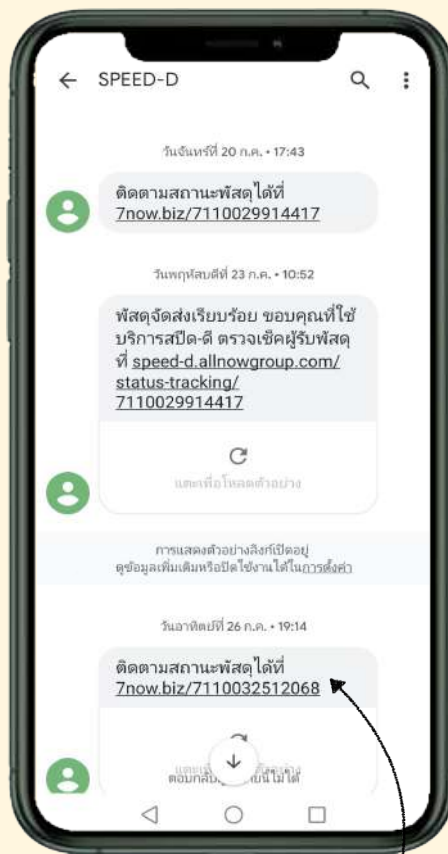 SPEED-D
วันจันทร์ที่ 20 ก.ค. • 17:43
ติดตามสถานะพัสดุได้ที่
7now.biz/7110029914417
วันพฤหัสบดีที่ 23 ก.ค. • 10:52
พัสดุจัดส่งเรียบร้อย ขอบคุณที่ใช้
บริการสปีด-ดี ตรวจเช็คผู้รับพัสดุ
ที่ speed-d.allnowgroup.com/
status-tracking/
7110029914417
แตะเพื่อโหลดตัวอย่าง
การแสดงตัวอย่างลิงก์เปิดอยู่
ดูข้อมูลเพิ่มเติมหรือปิดใช้งานได้ในการตั้งค่า
วันอาทิตย์ที่ 26 ก.ค. • 19:14
ติดตามสถานะพัสดุได้ที่
7now.biz/7110032512068